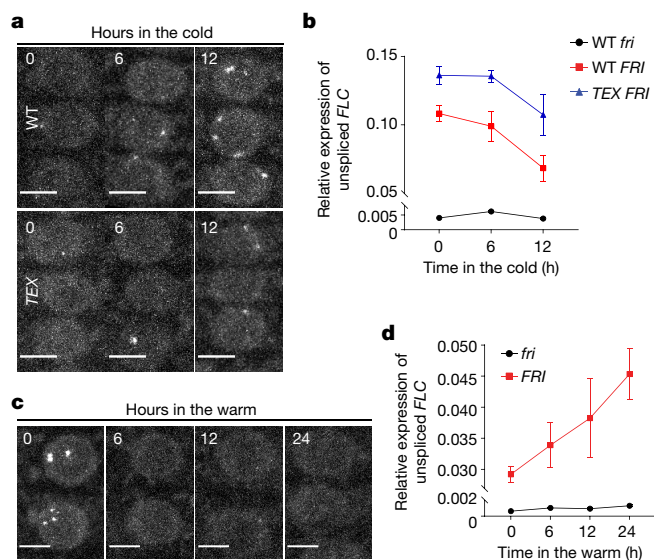 a
Hours in the cold
0
6
12
WT
0
6
12
TEX
b
WT fri
WT FRI
TEX FRI
Relative expression of
unspliced FLC
0.15
0.10
0.05
0.005
0
0
6
12
Time in the cold (h)
c
Hours in the warm
0
6
12
24
d
fri
FRI
Relative expression of
unspliced FLC
0.050
0.045
0.040
0.035
0.030
0.002
0
0
6
12
24
Time in the warm (h)